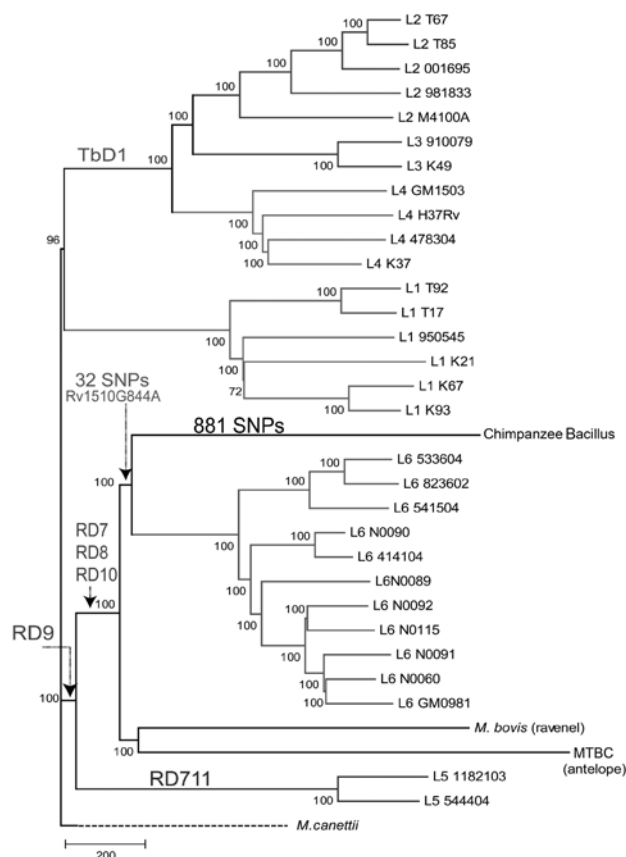 L2 T67
100
L2 T85
100
L2 001695
100
L2 981833
100
L2 M4100A
100
L3 910079
TbD1
100
100
L3 K49
L4 GM1503
100
L4 H37Rv
96
100
L4 478304
100
L4 K37
L1 T92
100
L1 T17
100
L1 950545
100
L1 K21
32 SNPs
72
L1 K67
Rv1510G844A
100
L1 K93
881 SNPs
Chimpanzee Bacillus
100
L6 533604
100
100
L6 823602
L6 541504
100
L6 N0090
RD7
100
L6 414104
RD8
100
L6N0089
RD10
100
100
L6 N0092
100
L6 N0115
RD9
100
L6 N0091
100
L6 N0060
100
100
L6 GM0981
M. bovis (ravenel)
100
MTBC
(antelope)
RD711
L5 1182103
100
L5 544404
M.canettii
200